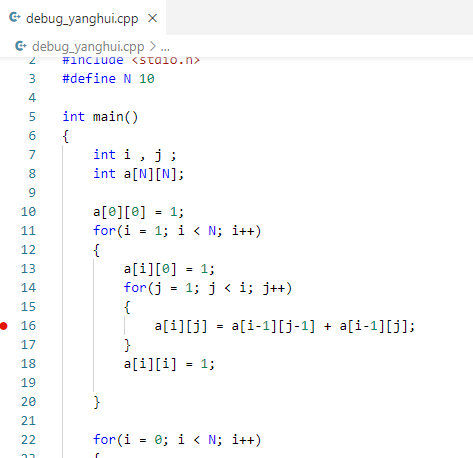 debug_yanghui.cpp
debug_yanghui.cpp > ...
2 #include <stdio.h>
3 #define N 10
4
5 int main()
6 {
7 int i , j ;
8 int a[N][N];
9
10 a[0][0] = 1;
11 for(i = 1; i < N; i++)
12 {
13 a[i][0] = 1;
14 for(j = 1; j < i; j++)
15 {
16 a[i][j] = a[i-1][j-1] + a[i-1][j];
17 }
18 a[i][i] = 1;
19
20 }
21
22 for(i = 0; i < N; i++)
23 {